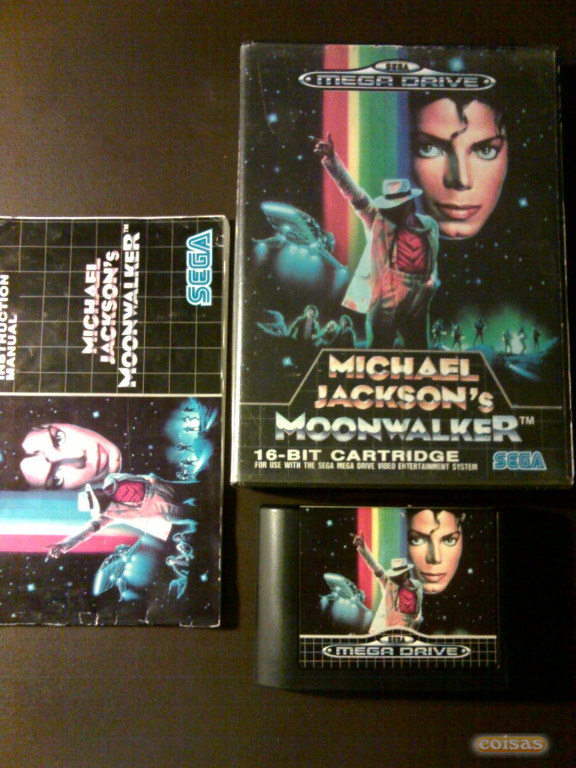 SEGA
MEGA DRIVE
MICHAEL
JACKSON'S
MOONWALKER™
16-BIT CARTRIDGE
FOR USE WITH THE SEGA MEGA DRIVE VIDEO ENTERTAINMENT SYSTEM
SEGA
SEGA
MICHAEL
JACKSON'S
MOONWALKER™
INSTRUCTION
MANUAL
SEGA
MEGA DRIVE
coisas